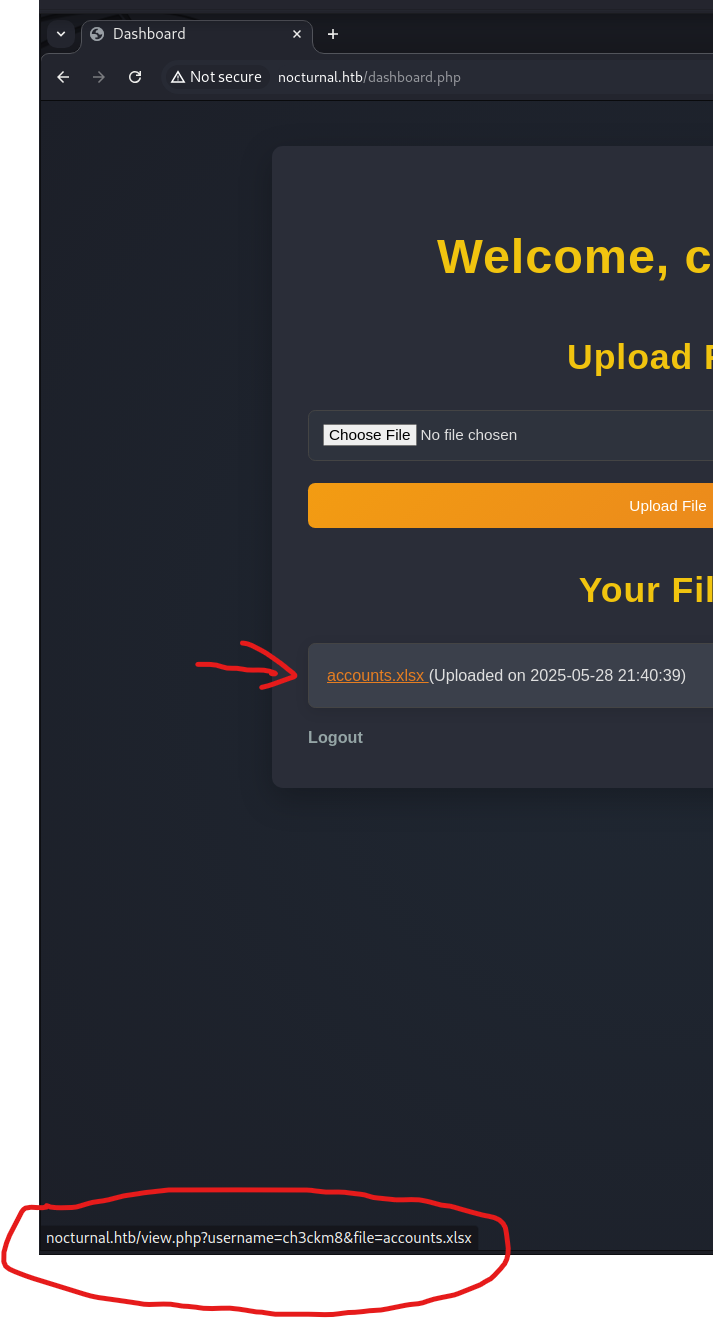 Dashboard
Not secure nocturnal.htb/dashboard.php
Welcome, c
Upload
Choose File No file chosen
Upload File
Your Fil
accounts.xlsx (Uploaded on 2025-05-28 21:40:39)
Logout
nocturnal.htb/view.php?username=ch3ckm8&file=accounts.xlsx